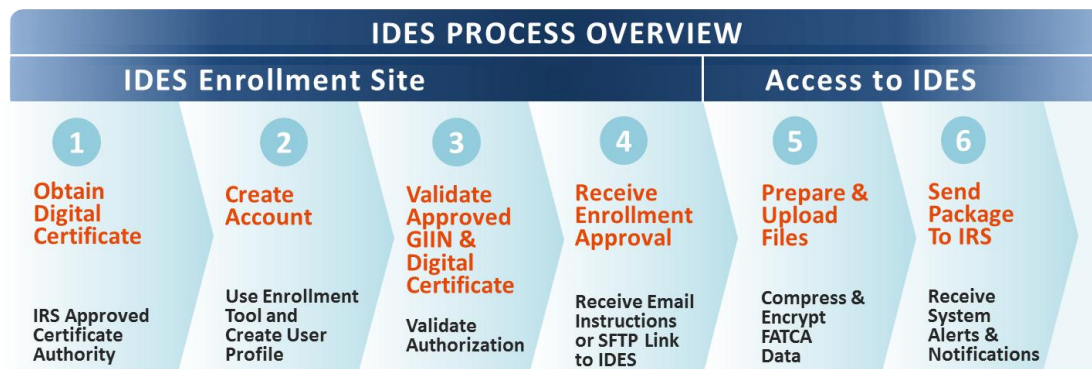 IDES PROCESS OVERVIEW
IDES Enrollment Site
Access to IDES
1
Obtain
Digital
Certificate
IRS Approved
Certificate
Authority
2
Create
Account
Use Enrollment
Tool and
Create User
Profile
3
Validate
Approved
GIIN &
Digital
Certificate
Validate
Authorization
4
Receive
Enrollment
Approval
Receive Email
Instructions
or SFTP Link
to IDES
5
Prepare &
Upload
Files
Compress &
Encrypt
FATCA
Data
6
Send
Package
To IRS
Receive
System
Alerts &
Notifications